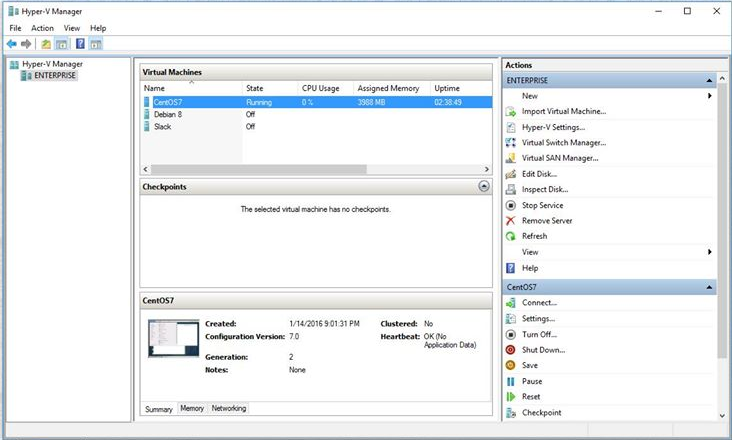 Hyper-V Manager
File Action View Help
Hyper-V Manager
ENTERPRISE
Virtual Machines
Name State CPU Usage Assigned Memory Uptime
CentOS7 Running 0 % 3988 MB 02:38:49
Debian 8 Off
Slack Off
Checkpoints
The selected virtual machine has no checkpoints.
CentOS7
Created: 1/14/2016 9:01:31 PM Clustered: No
Configuration Version: 7.0 Heartbeat: OK (No
Application Data)
Generation: 2
Notes: None
Summary Memory Networking
Actions
ENTERPRISE
New
Import Virtual Machine...
Hyper-V Settings...
Virtual Switch Manager...
Virtual SAN Manager...
Edit Disk...
Inspect Disk...
Stop Service
Remove Server
Refresh
View
Help
CentOS7
Connect...
Settings...
Turn Off...
Shut Down...
Save
Pause
Reset
Checkpoint